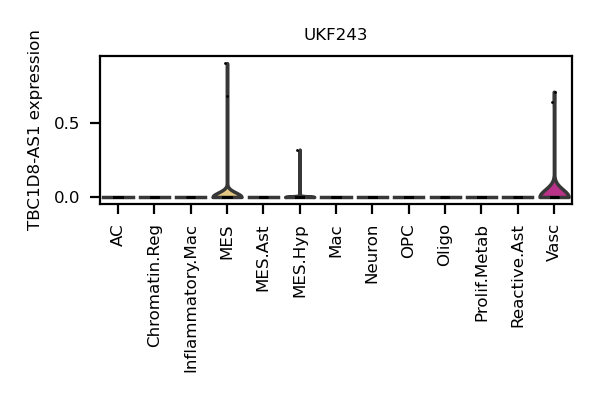 UKF243
TBC1D8-AS1 expression
0.5
0.0
AC
Chromatin.Reg
Inflammatory.Mac
MES
MES.Ast
MES.Hyp
Mac
Neuron
OPC
Oligo
Prolif.Metab
Reactive.Ast
Vasc